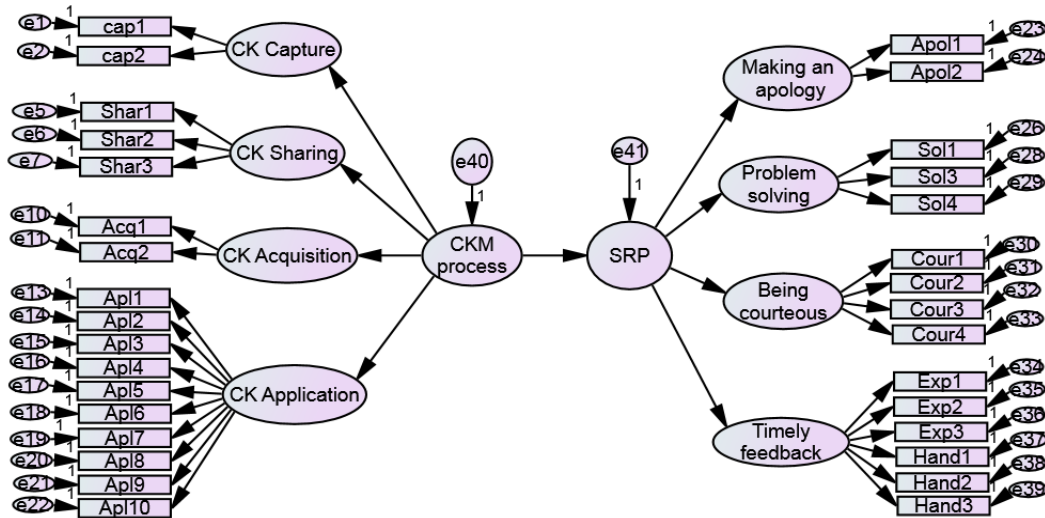 e1
1
cap1
e2
1
cap2
CK Capture
e5
1
Shar1
e6
1
Shar2
e7
1
Shar3
CK Sharing
e10
1
Acq1
e11
1
Acq2
CK Acquisition
e13
1
Apl1
e14
1
Apl2
e15
1
Apl3
e16
1
Apl4
e17
1
Apl5
e18
1
Apl6
e19
1
Apl7
e20
1
Apl8
e21
1
Apl9
e22
1
Apl10
CK Application
e40
1
CKM
process
e41
1
SRP
Making an
apology
Apol1
1
e23
Apol2
1
e24
Problem
solving
Sol1
1
e26
Sol3
1
e28
Sol4
1
e29
Being
courteous
Cour1
1
e30
Cour2
1
e31
Cour3
1
e32
Cour4
1
e33
Timely
feedback
Exp1
1
e34
Exp2
1
e35
Exp3
1
e36
Hand1
1
e37
Hand2
1
e38
Hand3
1
e39